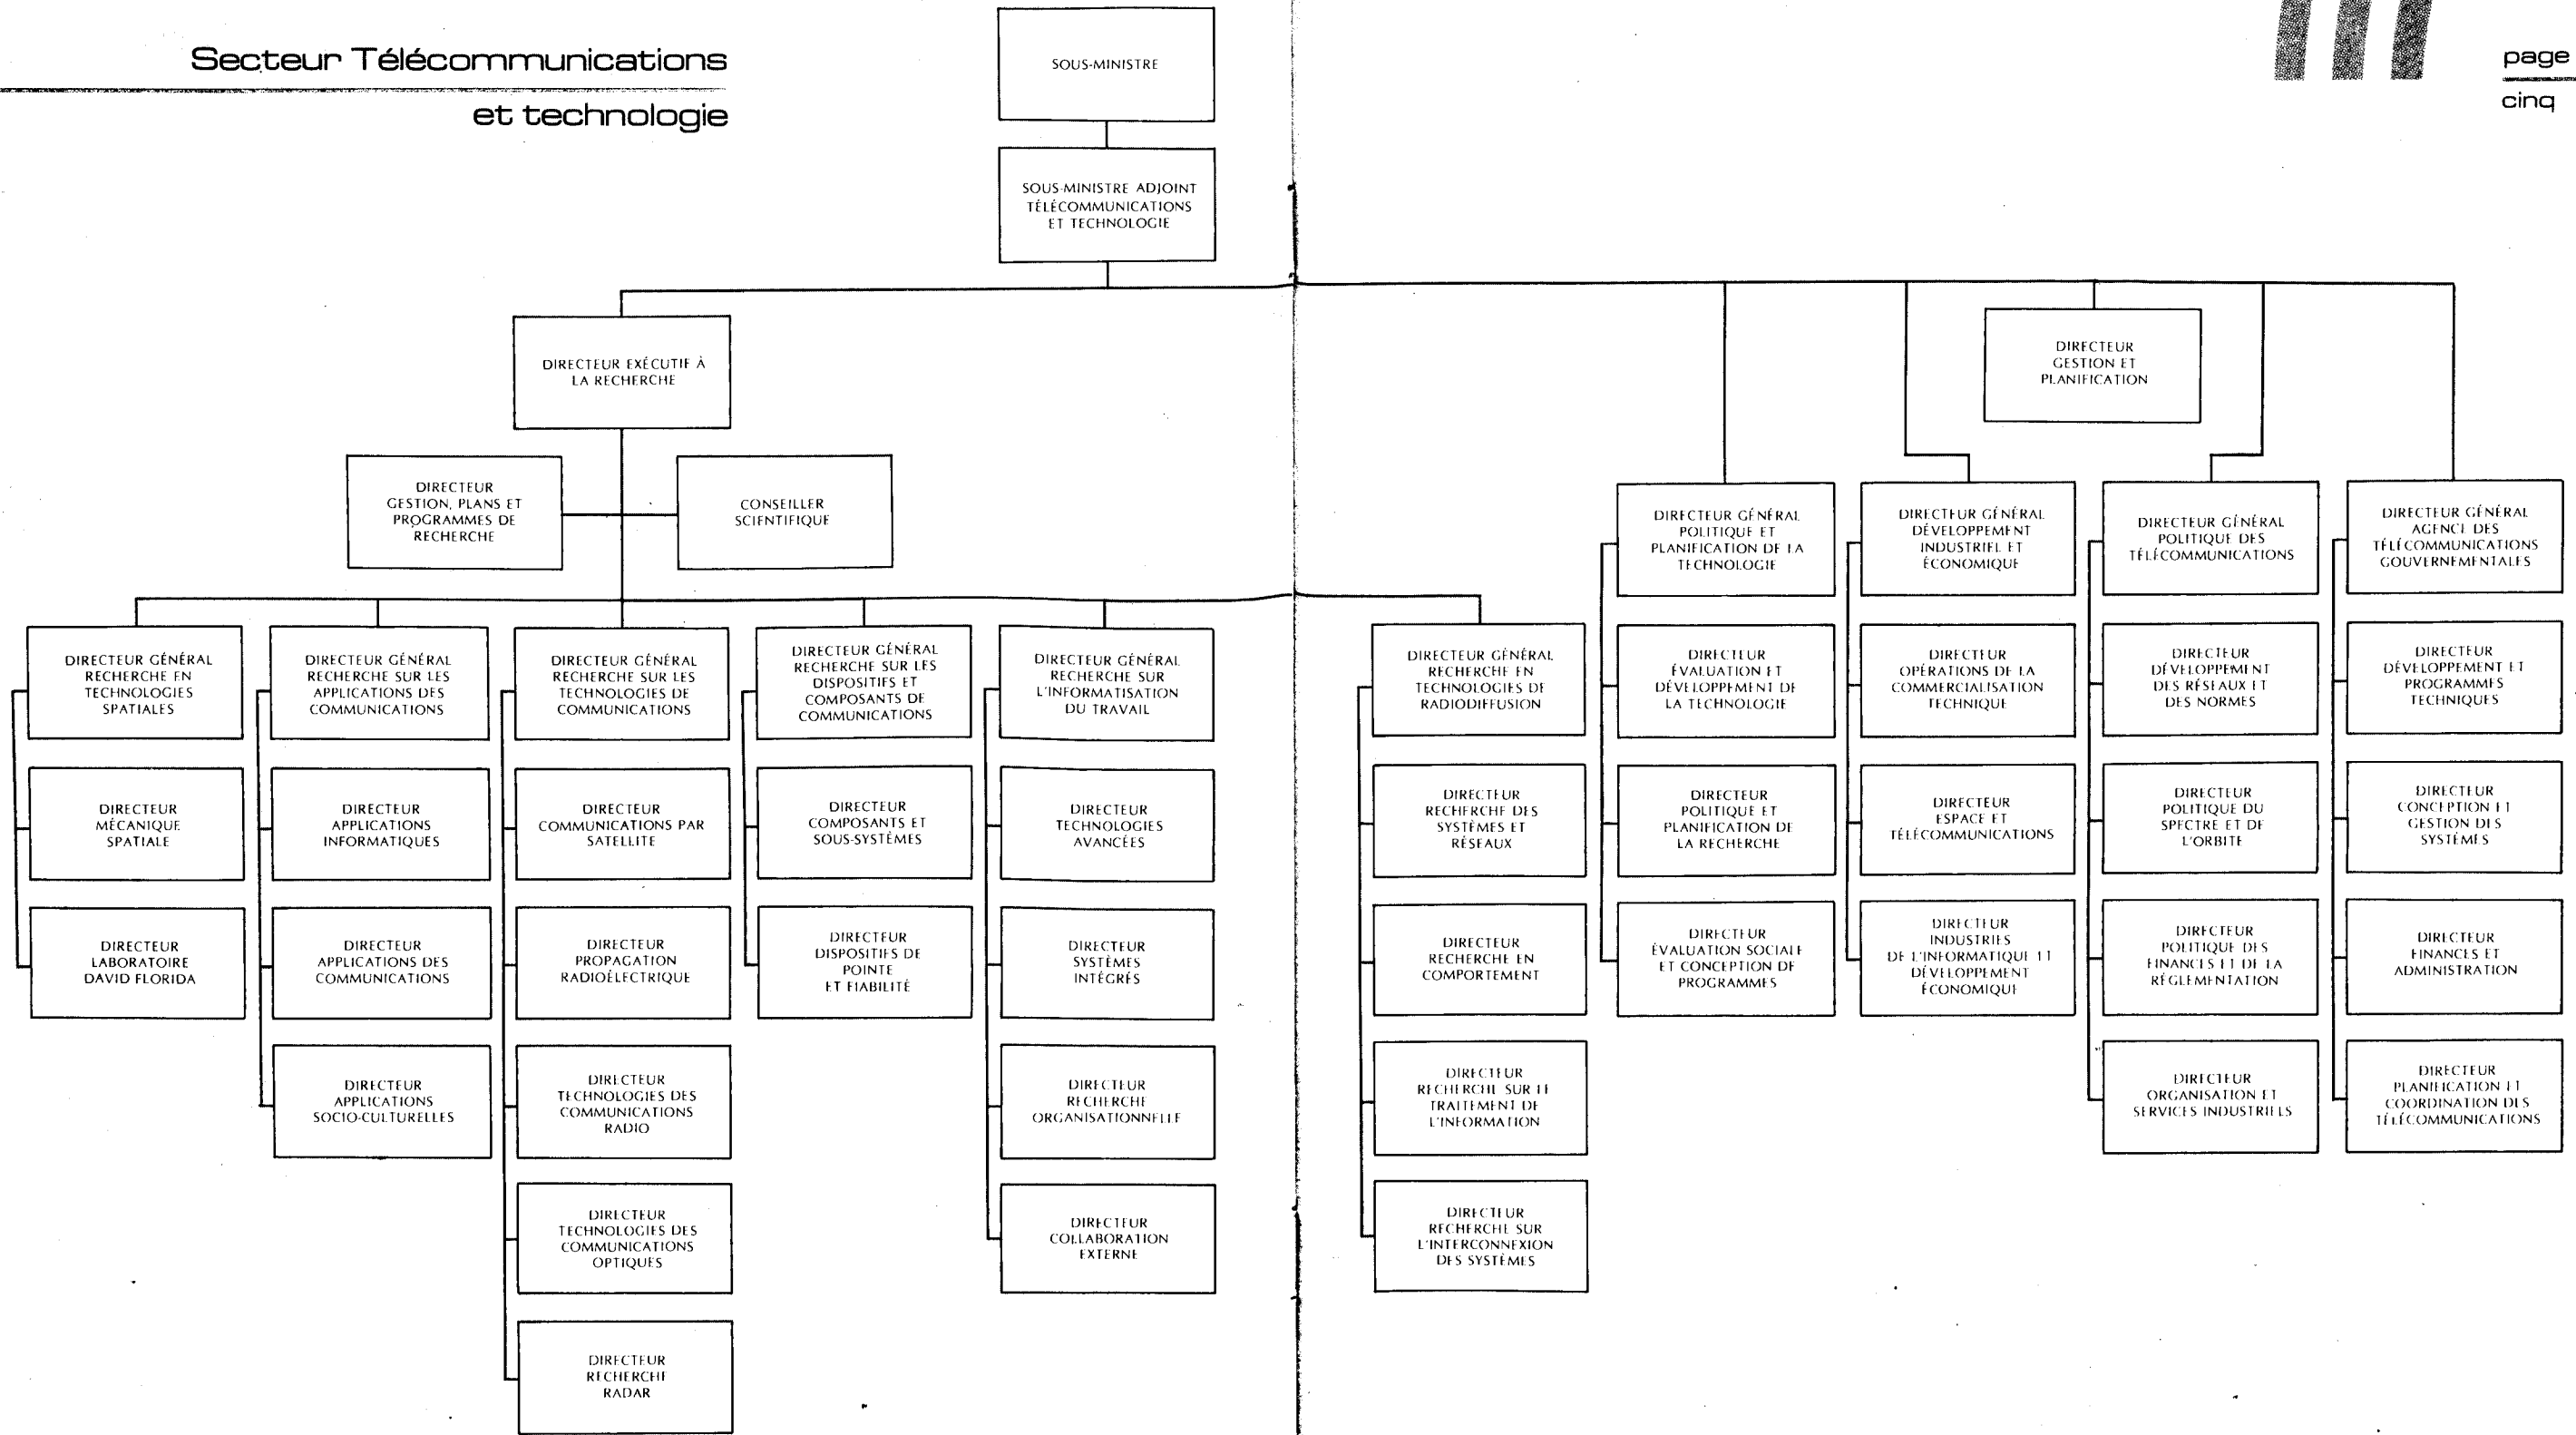 Secteur Télécommunications
et technologie
page
cinq
SOUS-MINISTRE
SOUS-MINISTRE ADJOINT
TÉLÉCOMMUNICATIONS
ET TECHNOLOGIE
DIRECTEUR EXÉCUTIF À
LA RECHERCHE
DIRECTEUR
GESTION ET
PLANIFICATION
DIRECTEUR
GESTION, PLANS ET
PROGRAMMES DE
RECHERCHE
CONSEILLER
SCIENTIFIQUE
DIRECTEUR GÉNÉRAL
RECHERCHE EN
TECHNOLOGIES
SPATIALES
DIRECTEUR
MÉCANIQUE
SPATIALE
DIRECTEUR
LABORATOIRE
DAVID FLORIDA
DIRECTEUR GÉNÉRAL
RECHERCHE SUR LES
APPLICATIONS DES
COMMUNICATIONS
DIRECTEUR
APPLICATIONS
INFORMATIQUES
DIRECTEUR
APPLICATIONS DES
COMMUNICATIONS
DIRECTEUR
APPLICATIONS
SOCIO-CULTURELLES
DIRECTEUR GÉNÉRAL
RECHERCHE SUR LES
TECHNOLOGIES DE
COMMUNICATIONS
DIRECTEUR
COMMUNICATIONS PAR
SATELLITE
DIRECTEUR
PROPAGATION
RADIOÉLECTRIQUE
DIRECTEUR
TECHNOLOGIES DES
COMMUNICATIONS
RADIO
DIRECTEUR
TECHNOLOGIES DES
COMMUNICATIONS
OPTIQUES
DIRECTEUR
RECHERCHE
RADAR
DIRECTEUR GÉNÉRAL
RECHERCHE SUR LES
DISPOSITIFS ET
COMPOSANTS DE
COMMUNICATIONS
DIRECTEUR
COMPOSANTS ET
SOUS-SYSTÈMES
DIRECTEUR
DISPOSITIFS DE
POINTE
ET FIABILITÉ
DIRECTEUR GÉNÉRAL
RECHERCHE SUR
L'INFORMATISATION
DU TRAVAIL
DIRECTEUR
TECHNOLOGIES
AVANCÉES
DIRECTEUR
SYSTÈMES
INTÉGRÉS
DIRECTEUR
RECHERCHE
ORGANISATIONNELLE
DIRECTEUR
COLLABORATION
EXTERNE
DIRECTEUR GÉNÉRAL
RECHERCHE EN
TECHNOLOGIES DE
RADIODIFFUSION
DIRECTEUR
RECHERCHE DES
SYSTÈMES ET
RÉSEAUX
DIRECTEUR
RECHERCHE EN
COMPORTEMENT
DIRECTEUR
RECHERCHE SUR LE
TRAITEMENT DE
L'INFORMATION
DIRECTEUR
RECHERCHE SUR
L'INTERCONNEXION
DES SYSTÈMES
DIRECTEUR GÉNÉRAL
POLITIQUE ET
PLANIFICATION DE LA
TECHNOLOGIE
DIRECTEUR
ÉVALUATION ET
DÉVELOPPEMENT DE
LA TECHNOLOGIE
DIRECTEUR
POLITIQUE ET
PLANIFICATION DE
LA RECHERCHE
DIRECTEUR
ÉVALUATION SOCIALE
ET CONCEPTION DE
PROGRAMMES
DIRECTEUR GÉNÉRAL
DÉVELOPPEMENT
INDUSTRIEL ET
ÉCONOMIQUE
DIRECTEUR
OPÉRATIONS DE LA
COMMERCIALISATION
TECHNIQUE
DIRECTEUR
ESPACE ET
TÉLÉCOMMUNICATIONS
DIRECTEUR
INDUSTRIES
DE L'INFORMATIQUE ET
DÉVELOPPEMENT
ÉCONOMIQUE
DIRECTEUR GÉNÉRAL
POLITIQUE DES
TÉLÉCOMMUNICATIONS
DIRECTEUR
DÉVELOPPEMENT
DES RÉSEAUX ET
DES NORMES
DIRECTEUR
POLITIQUE DU
SPECTRE ET DE
L'ORBITE
DIRECTEUR
POLITIQUE DES
FINANCES ET DE LA
RÉGLEMENTATION
DIRECTEUR
ORGANISATION ET
SERVICES INDUSTRIELS
DIRECTEUR GÉNÉRAL
AGENCE DES
TÉLÉCOMMUNICATIONS
GOUVERNEMENTALES
DIRECTEUR
DÉVELOPPEMENT ET
PROGRAMMES
TECHNIQUES
DIRECTEUR
CONCEPTION ET
GESTION DES
SYSTÈMES
DIRECTEUR
FINANCES ET
ADMINISTRATION
DIRECTEUR
PLANIFICATION ET
COORDINATION DES
TÉLÉCOMMUNICATIONS